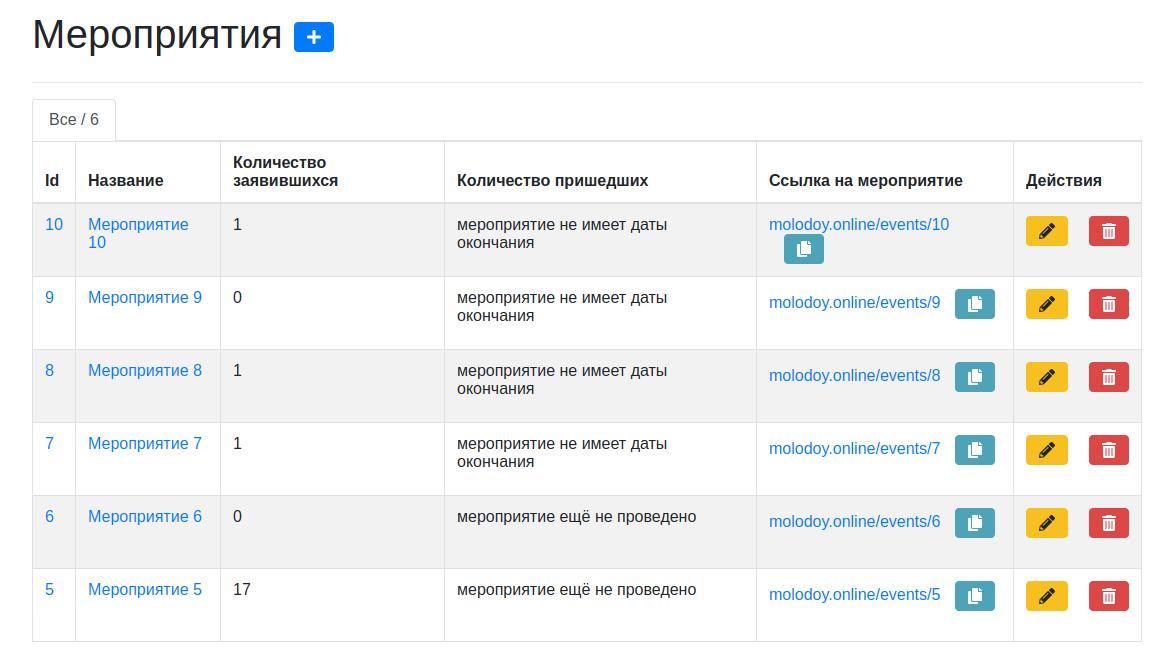 Мероприятия
Все / 6
Id Название Количество заявившихся Количество пришедших Ссылка на мероприятие Действия
10 Мероприятие 10 1 мероприятие не имеет даты окончания molodoy.online/events/10
9 Мероприятие 9 0 мероприятие не имеет даты окончания molodoy.online/events/9
8 Мероприятие 8 1 мероприятие не имеет даты окончания molodoy.online/events/8
7 Мероприятие 7 1 мероприятие не имеет даты окончания molodoy.online/events/7
6 Мероприятие 6 0 мероприятие ещё не проведено molodoy.online/events/6
5 Мероприятие 5 17 мероприятие ещё не проведено molodoy.online/events/5